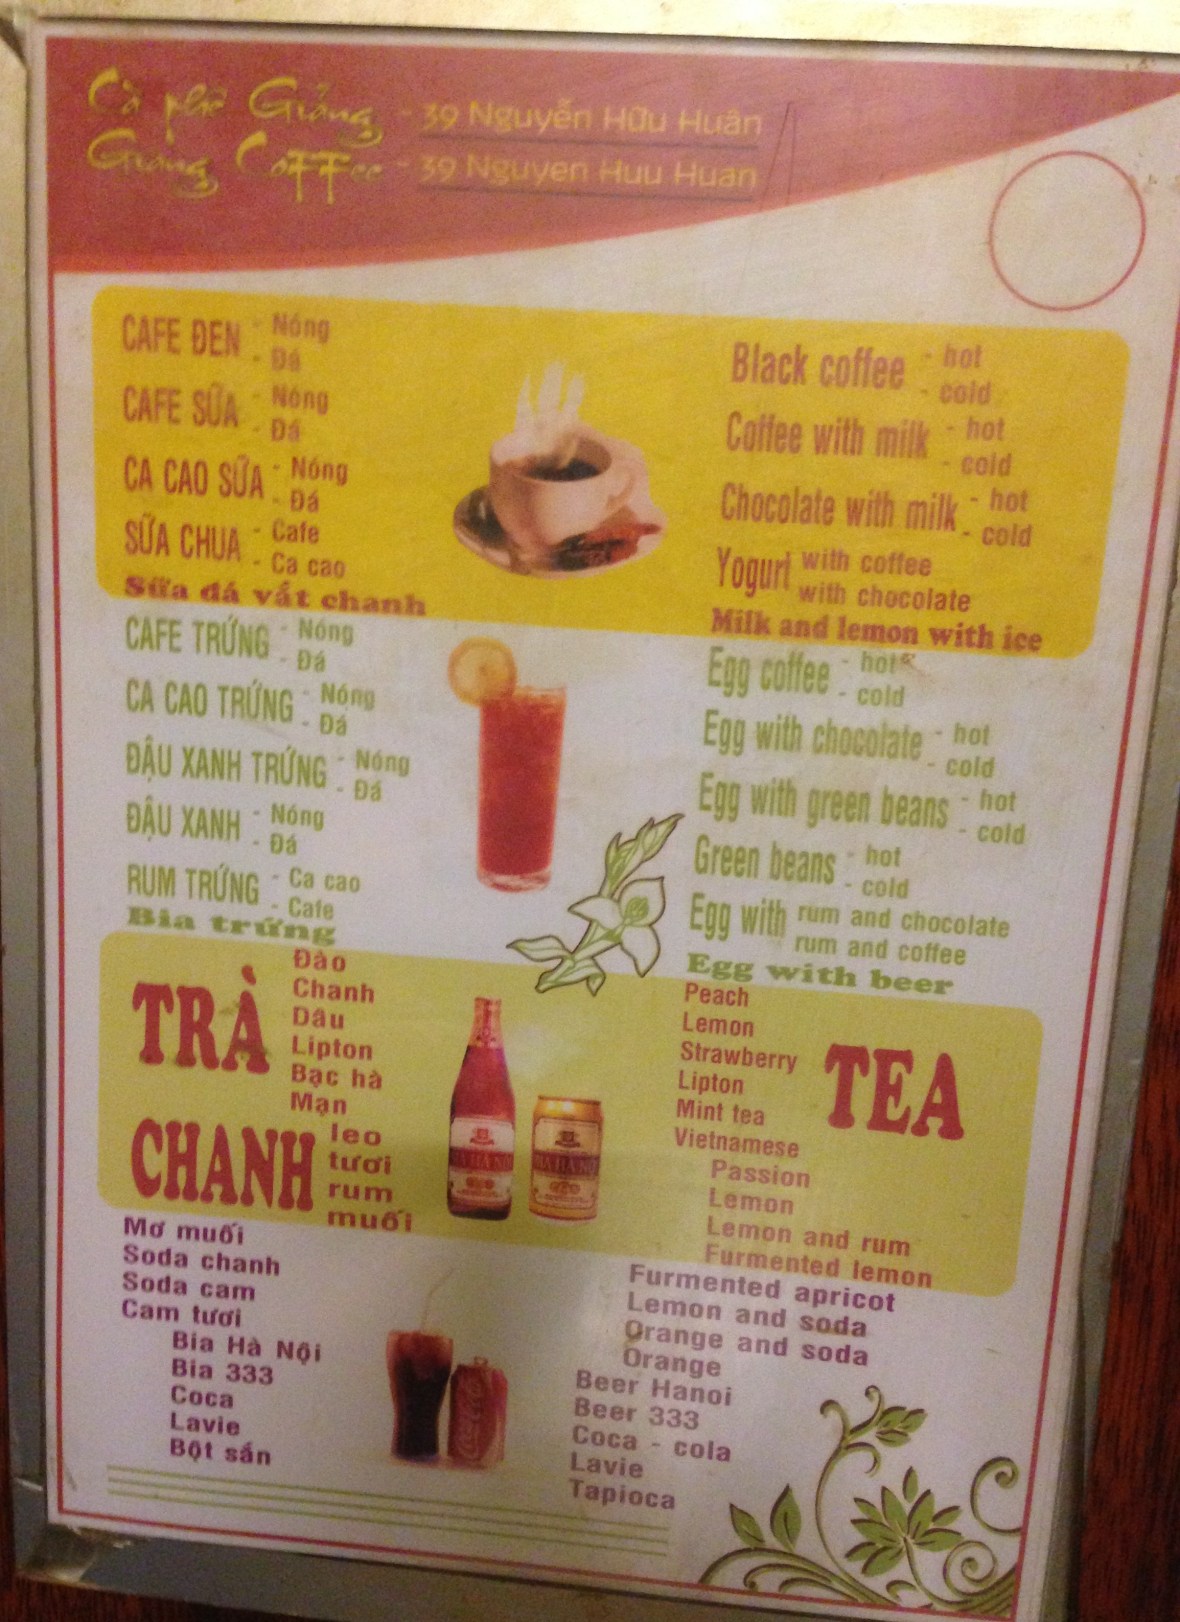 Cà phê Giảng - 39 Nguyễn Hữu Huân
Giang Coffee - 39 Nguyen Huu Huan
CAFE ĐEN - Nóng
- Đá
CAFE SỮA - Nóng
- Đá
CA CAO SỮA - Nóng
- Đá
SỮA CHUA - Cafe
- Ca cao
Sữa đá vắt chanh
CAFE TRỨNG - Nóng
- Đá
CA CAO TRỨNG - Nóng
- Đá
ĐẬU XANH TRỨNG - Nóng
- Đá
ĐẬU XANH - Nóng
- Đá
RUM TRỨNG - Ca cao
- Cafe
Bia trứng
TRÀ
Đào
Chanh
Dâu
Lipton
Bạc hà
Mạn
CHANH
leo
tươi
rum
muối
Mơ muối
Soda chanh
Soda cam
Cam tươi
Bia Hà Nội
Bia 333
Coca
Lavie
Bột sắn
Black coffee - hot
- cold
Coffee with milk - hot
- cold
Chocolate with milk - hot
- cold
Yogurt with coffee
with chocolate
Milk and lemon with ice
Egg coffee - hot
- cold
Egg with chocolate - hot
- cold
Egg with green beans - hot
- cold
Green beans - hot
- cold
Egg with rum and chocolate
rum and coffee
Egg with beer
Peach
Lemon
Strawberry
Lipton
Mint tea
Vietnamese
TEA
Passion
Lemon
Lemon and rum
Furmented lemon
Furmented apricot
Lemon and soda
Orange and soda
Orange
Beer Hanoi
Beer 333
Coca - cola
Lavie
Tapioca